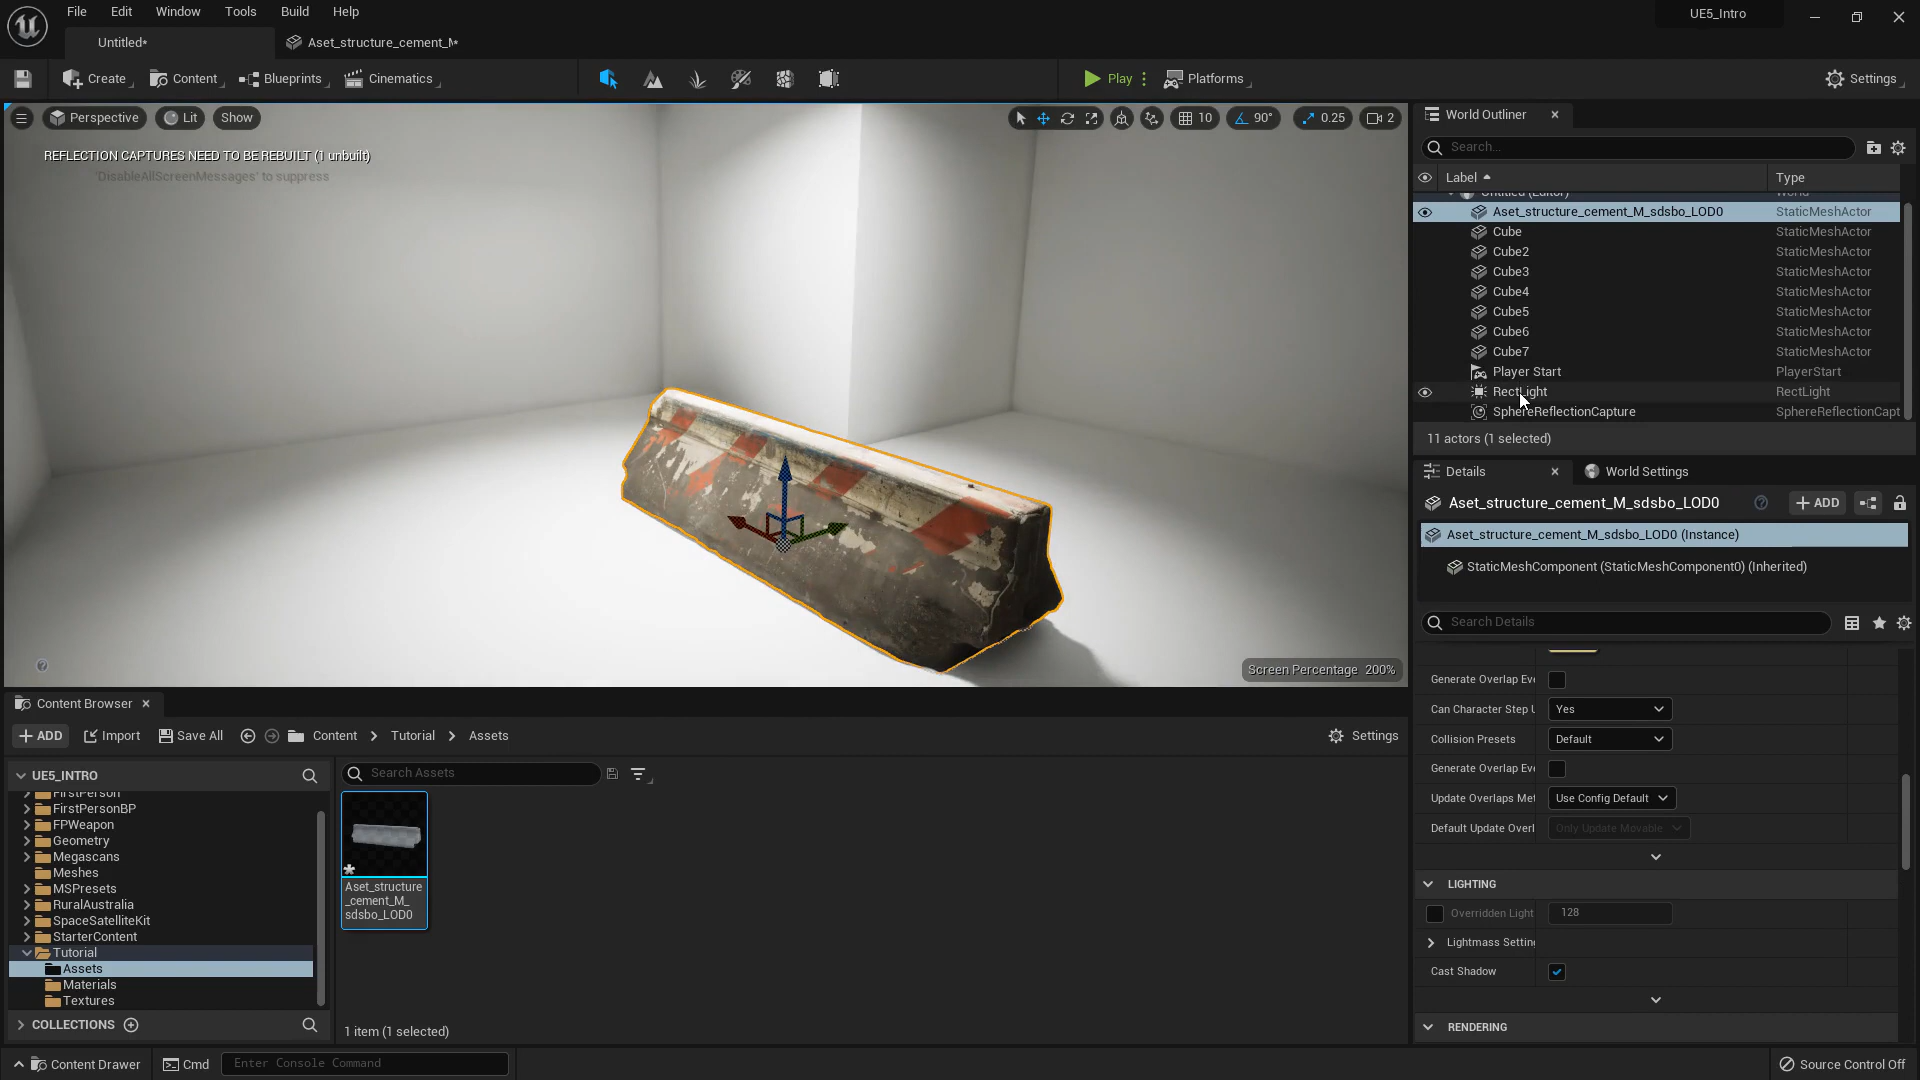 File Edit Window Tools Build Help
UE5_Intro
Untitled*
Aset_structure_cement_M*
Create
Content
Blueprints
Cinematics
Play
Platforms
Settings
Perspective
Lit
Show
10
90°
0.25
2
REFLECTION CAPTURES NEED TO BE REBUILT (1 unbuilt)
'DisableAllScreenMessages' to suppress
Screen Percentage 200%
World Outliner
Search...
Label Type
Untitled (Editor) World
Aset_structure_cement_M_sdsbo_LOD0 StaticMeshActor
Cube StaticMeshActor
Cube2 StaticMeshActor
Cube3 StaticMeshActor
Cube4 StaticMeshActor
Cube5 StaticMeshActor
Cube6 StaticMeshActor
Cube7 StaticMeshActor
Player Start PlayerStart
RectLight RectLight
SphereReflectionCapture SphereReflectionCapt
11 actors (1 selected)
Details
World Settings
Aset_structure_cement_M_sdsbo_LOD0
+ ADD
Aset_structure_cement_M_sdsbo_LOD0 (Instance)
StaticMeshComponent (StaticMeshComponent0) (Inherited)
Search Details
Generate Overlap Eve
Can Character Step U Yes
Collision Presets Default
Generate Overlap Eve
Update Overlaps Met Use Config Default
Default Update Overl Only Update Movable
LIGHTING
Overridden Light 128
Lightmass Setting
Cast Shadow
RENDERING
Content Browser
+ ADD
Import
Save All
Content > Tutorial > Assets
Settings
UE5_INTRO
Search Assets
FirstPerson
FirstPersonBP
FPWeapon
Geometry
Megascans
Meshes
MSPresets
RuralAustralia
SpaceSatelliteKit
StarterContent
Tutorial
Assets
Materials
Textures
COLLECTIONS
Aset_structure
_cement_M_
sdsbo_LOD0
1 item (1 selected)
Content Drawer
Cmd
Enter Console Command
Source Control Off